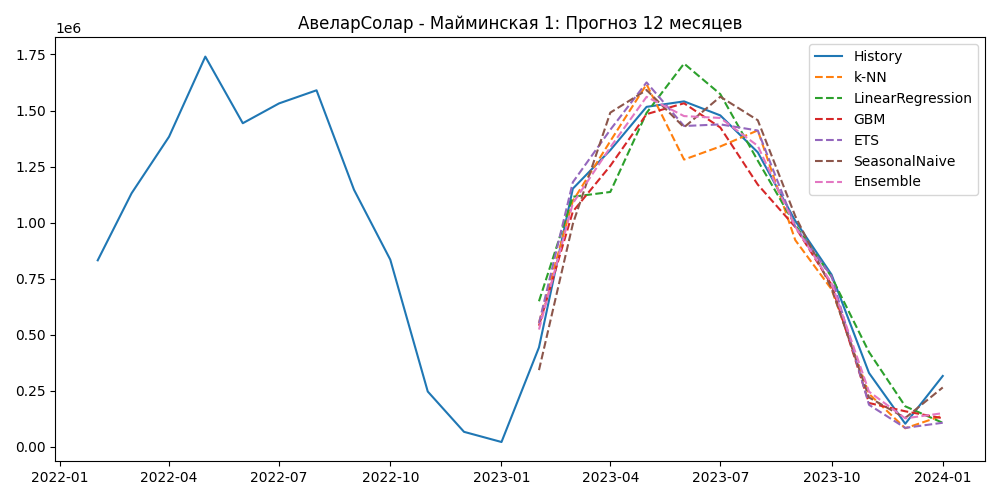 АвеларСолар - Майминская 1: Прогноз 12 месяцев
1e6
1.75
1.50
1.25
1.00
0.75
0.50
0.25
0.00
2022-01 2022-04 2022-07 2022-10 2023-01 2023-04 2023-07 2023-10 2024-01
History
k-NN
LinearRegression
GBM
ETS
SeasonalNaive
Ensemble